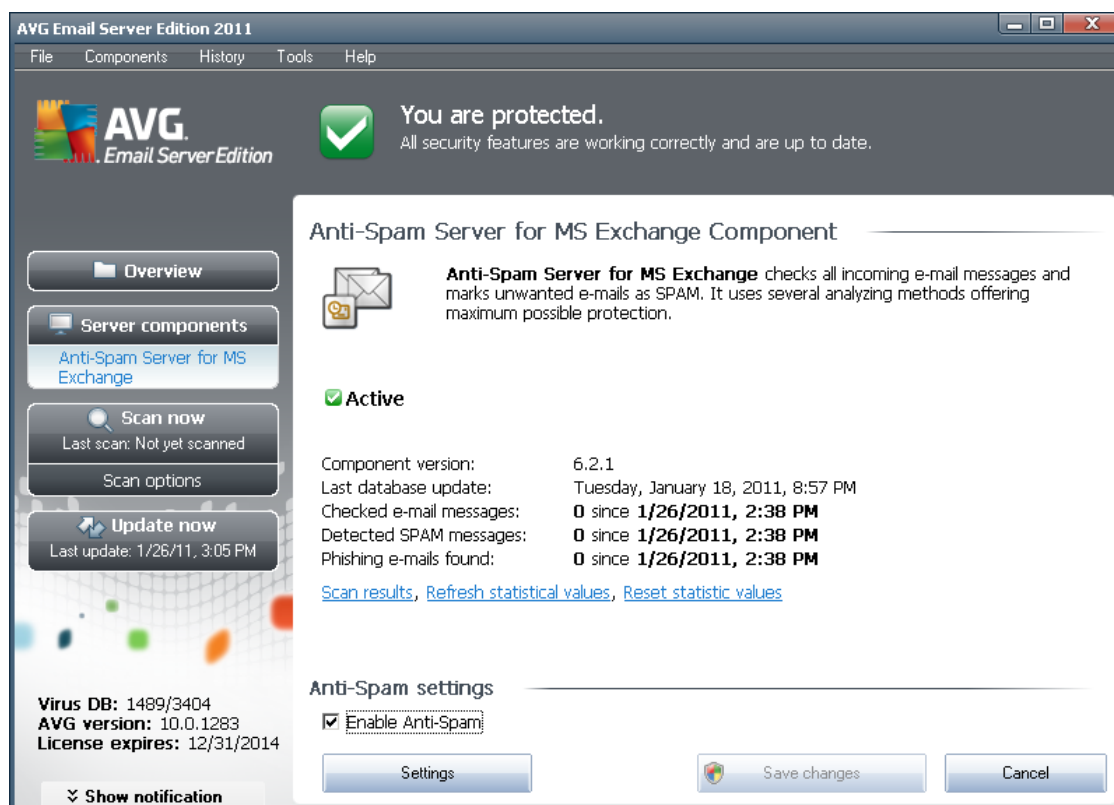 AVG Email Server Edition 2011
File Components History Tools Help
AVG.
Email Server Edition
You are protected.
All security features are working correctly and are up to date.
Overview
Server components
Anti-Spam Server for MS
Exchange
Scan now
Last scan: Not yet scanned
Scan options
Update now
Last update: 1/26/11, 3:05 PM
Virus DB: 1489/3404
AVG version: 10.0.1283
License expires: 12/31/2014
Show notification
Anti-Spam Server for MS Exchange Component
Anti-Spam Server for MS Exchange checks all incoming e-mail messages and
marks unwanted e-mails as SPAM. It uses several analyzing methods offering
maximum possible protection.
Active
Component version: 6.2.1
Last database update: Tuesday, January 18, 2011, 8:57 PM
Checked e-mail messages: 0 since 1/26/2011, 2:38 PM
Detected SPAM messages: 0 since 1/26/2011, 2:38 PM
Phishing e-mails found: 0 since 1/26/2011, 2:38 PM
Scan results, Refresh statistical values, Reset statistic values
Anti-Spam settings
Enable Anti-Spam
Settings Save changes Cancel